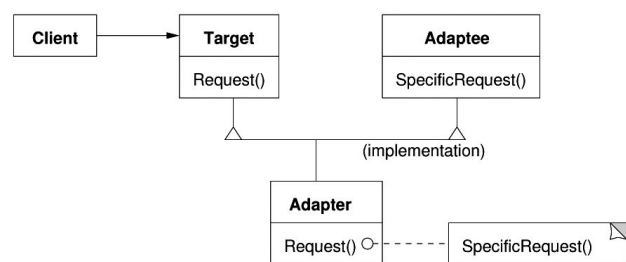 Client
Target
Adaptee
Request()
SpecificRequest()
(implementation)
Adapter
Request()
SpecificRequest()